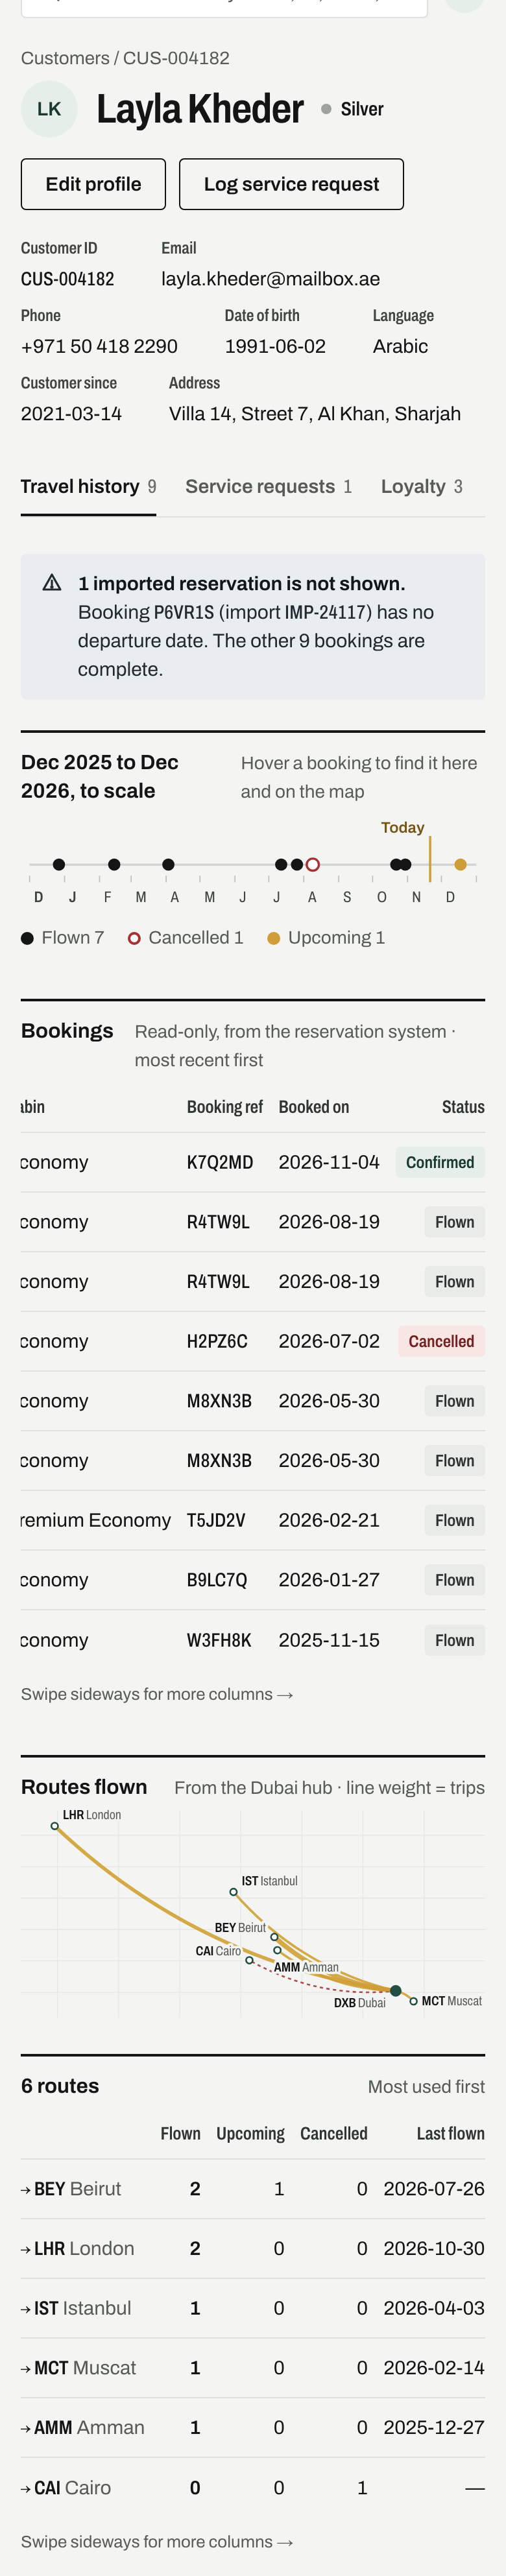 Customers / CUS-004182
LK
Layla Kheder
Silver
Edit profile
Log service request
Customer ID
Email
CUS-004182
layla.kheder@mailbox.ae
Phone
Date of birth
Language
+971 50 418 2290
1991-06-02
Arabic
Customer since
Address
2021-03-14
Villa 14, Street 7, Al Khan, Sharjah
Travel history 9
Service requests 1
Loyalty 3
1 imported reservation is not shown.
Booking P6VR1S (import IMP-24117) has no
departure date. The other 9 bookings are
complete.
Dec 2025 to Dec
2026, to scale
Hover a booking to find it here
and on the map
Today
D J F M A M J J A S O N D
Flown 7
Cancelled 1
Upcoming 1
Bookings
Read-only, from the reservation system ·
most recent first
abin Booking ref Booked on Status
conomy K7Q2MD 2026-11-04 Confirmed
conomy R4TW9L 2026-08-19 Flown
conomy R4TW9L 2026-08-19 Flown
conomy H2PZ6C 2026-07-02 Cancelled
conomy M8XN3B 2026-05-30 Flown
conomy M8XN3B 2026-05-30 Flown
remium Economy T5JD2V 2026-02-21 Flown
conomy B9LC7Q 2026-01-27 Flown
conomy W3FH8K 2025-11-15 Flown
Swipe sideways for more columns →
Routes flown
From the Dubai hub · line weight = trips
LHR London
IST Istanbul
BEY Beirut
CAI Cairo
AMM Amman
DXB Dubai
MCT Muscat
6 routes
Most used first
Flown Upcoming Cancelled Last flown
→ BEY Beirut 2 1 0 2026-07-26
→ LHR London 2 0 0 2026-10-30
→ IST Istanbul 1 0 0 2026-04-03
→ MCT Muscat 1 0 0 2026-02-14
→ AMM Amman 1 0 0 2025-12-27
→ CAI Cairo 0 0 1 —
Swipe sideways for more columns →